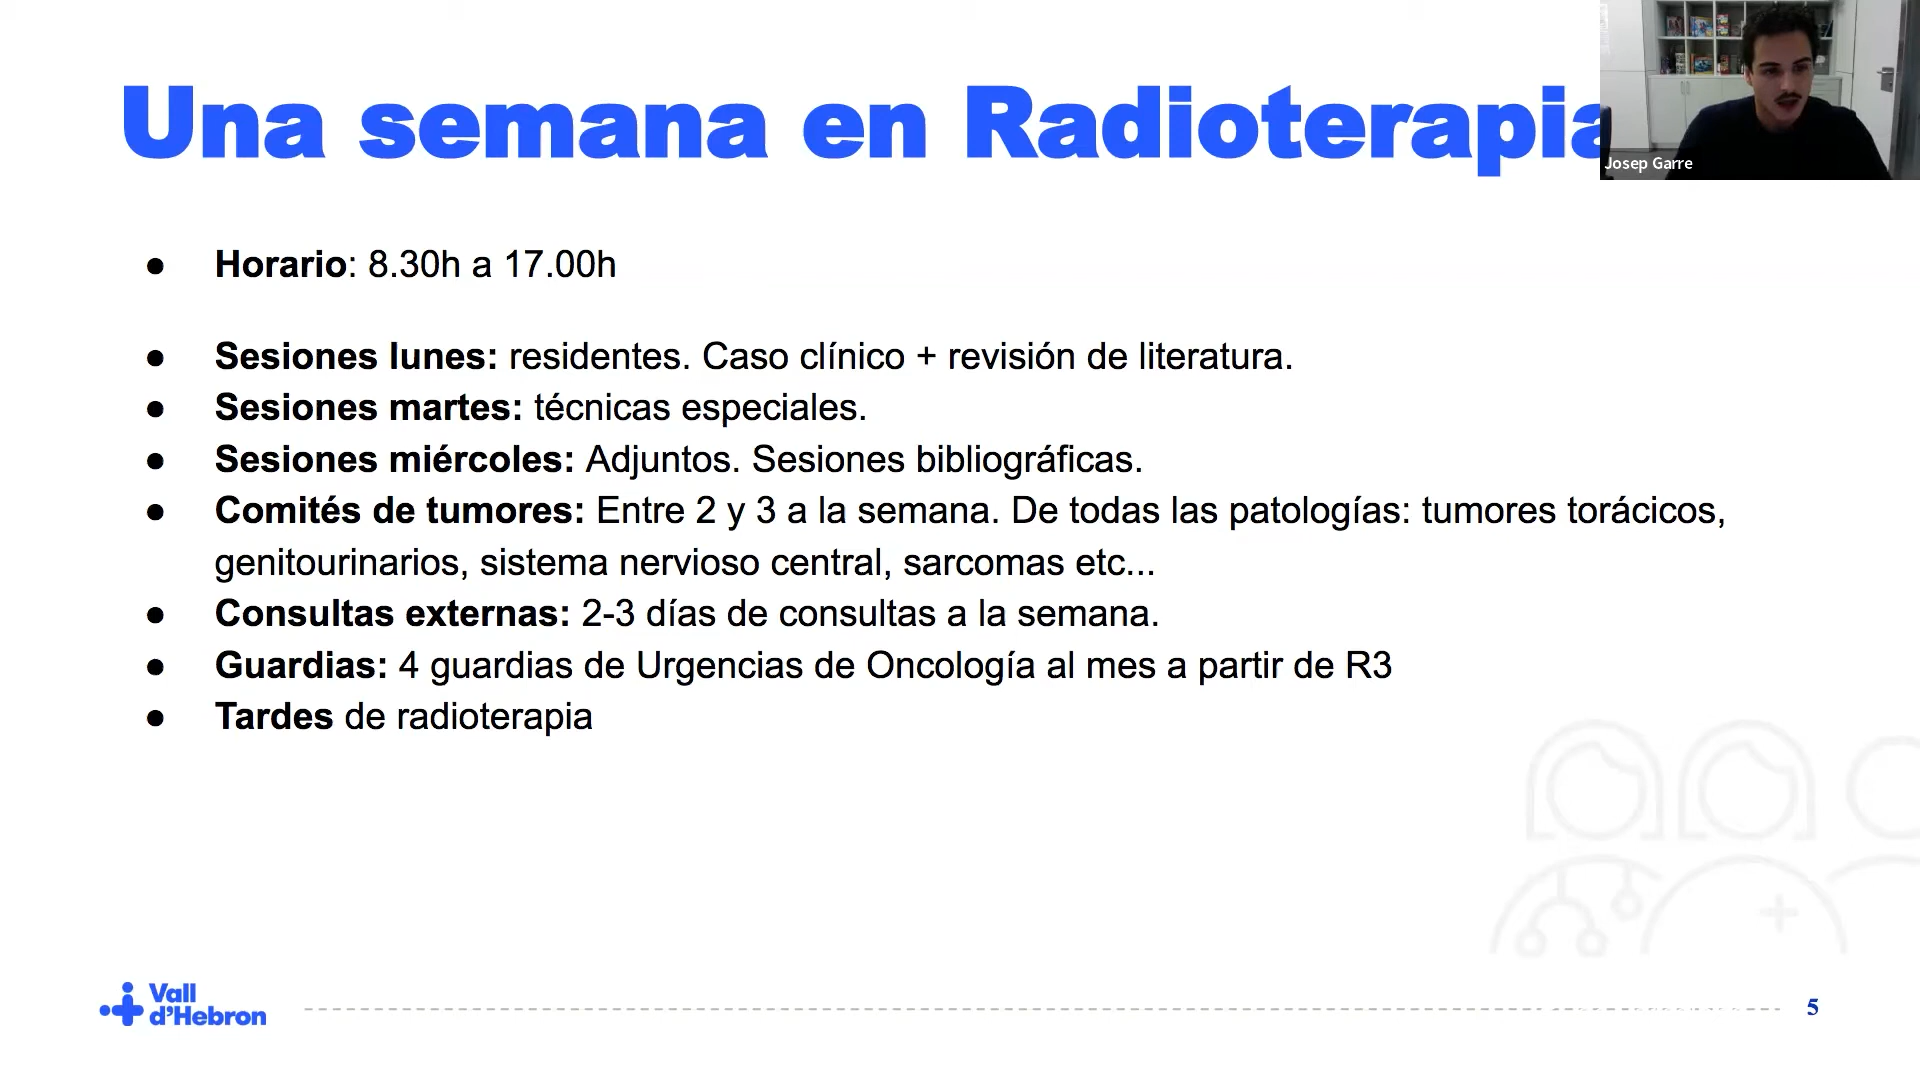 Una semana en Radioterapia
Josep Garre
● Horario: 8.30h a 17.00h
● Sesiones lunes: residentes. Caso clínico + revisión de literatura.
● Sesiones martes: técnicas especiales.
● Sesiones miércoles: Adjuntos. Sesiones bibliográficas.
● Comités de tumores: Entre 2 y 3 a la semana. De todas las patologías: tumores torácicos,
genitourinarios, sistema nervioso central, sarcomas etc...
● Consultas externas: 2-3 días de consultas a la semana.
● Guardias: 4 guardias de Urgencias de Oncología al mes a partir de R3
● Tardes de radioterapia
Vall
d'Hebron
5